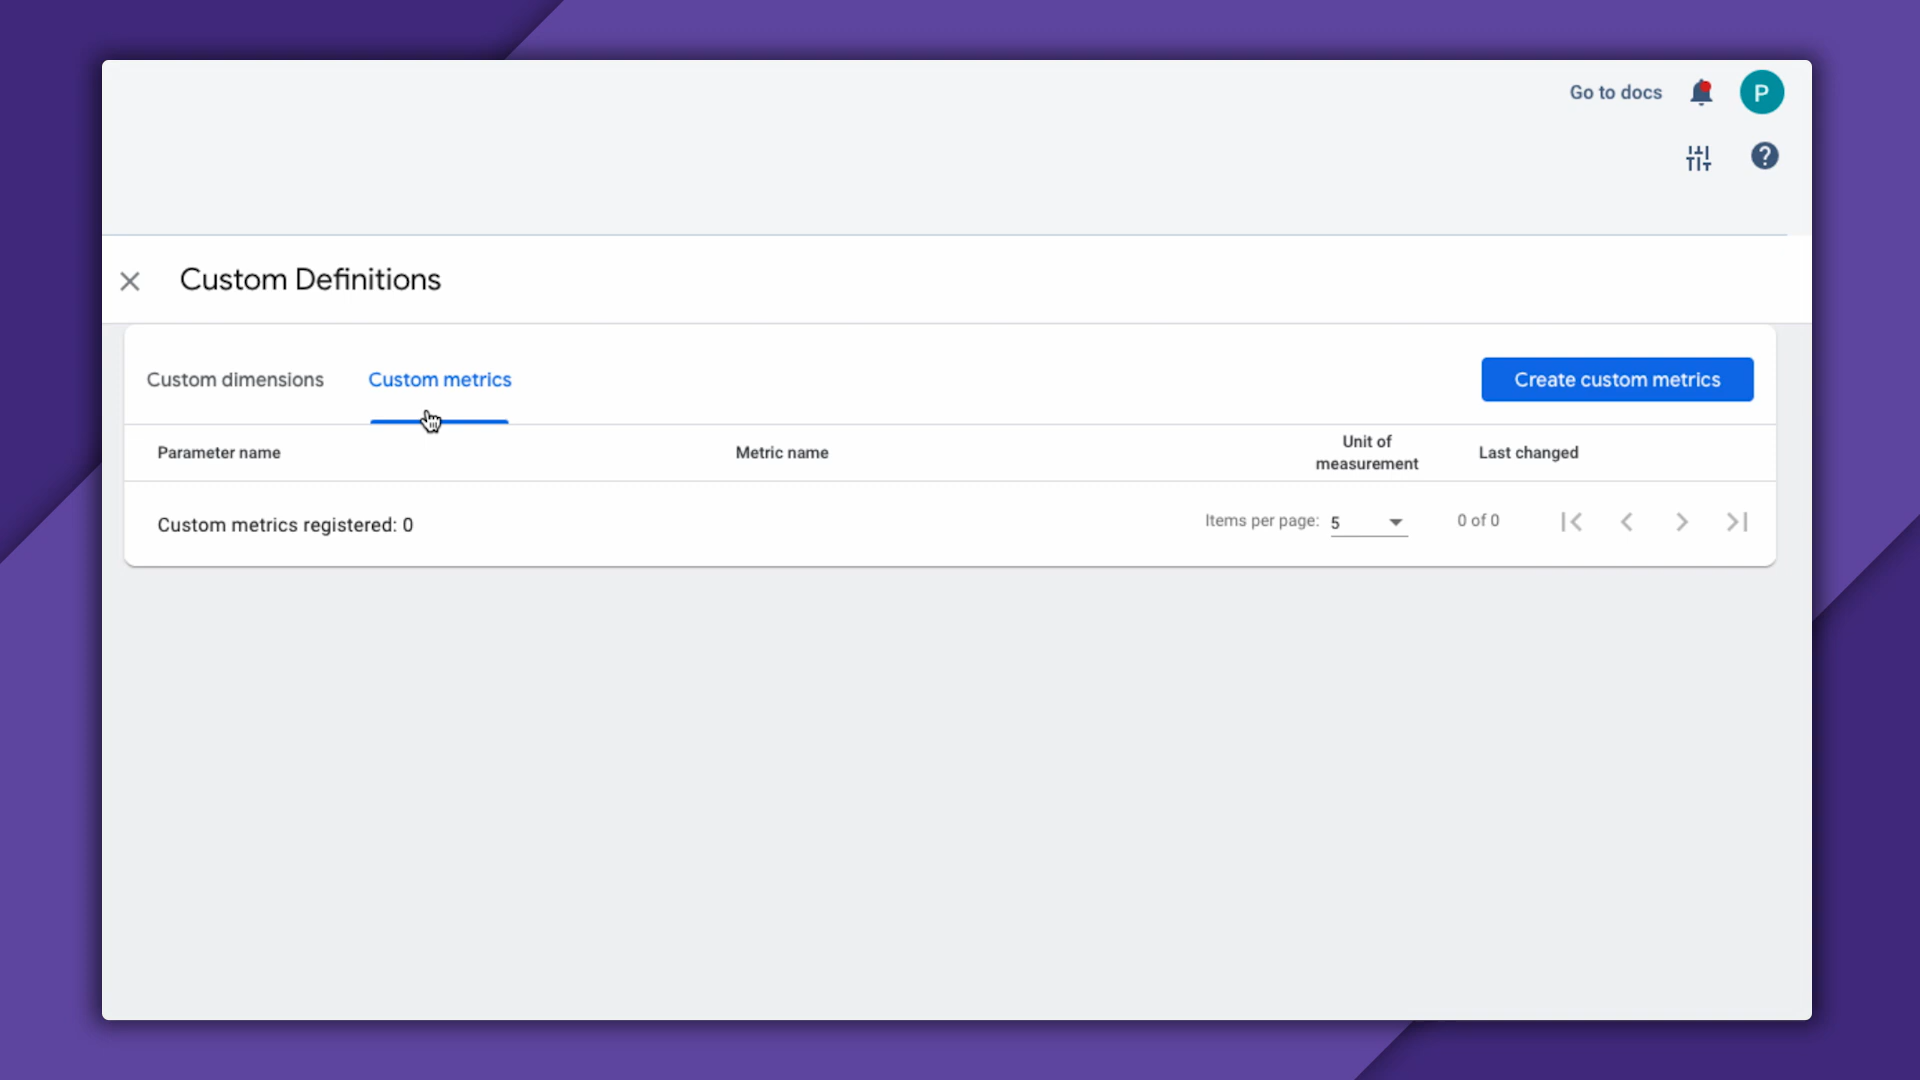 Go to docs
P
Custom Definitions
Custom dimensions
Custom metrics
Create custom metrics
Parameter name
Metric name
Unit of
measurement
Last changed
Custom metrics registered: 0
Items per page: 5
0 of 0